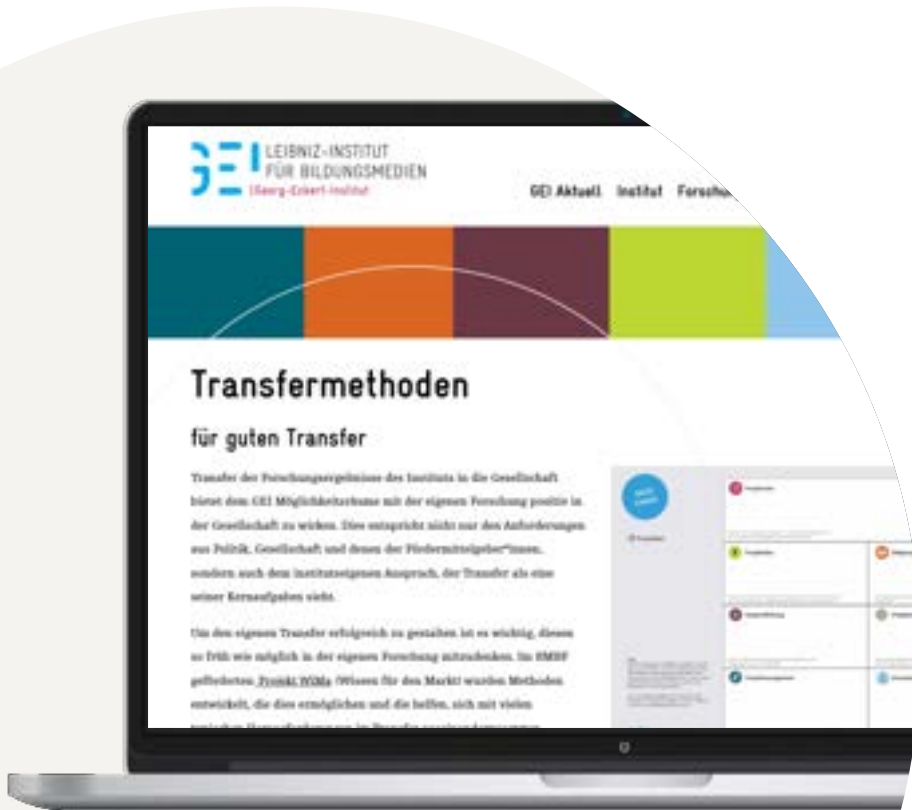 GEI LEIBNIZ-INSTITUT
FÜR BILDUNGSMEDIEN
| Georg-Eckert-Institut
GEI Aktuell Institut Forschu
Transfermethoden
für guten Transfer
Transfer der Forschungsergebnisse des Instituts in die Gesellschaft
bietet dem GEI Möglichkeitsräume mit der eigenen Forschung positiv in
der Gesellschaft zu wirken. Dies entspricht nicht nur den Anforderungen
aus Politik, Gesellschaft und denen der Fördermittelgeber*innen,
sondern auch dem institutseigenen Anspruch, der Transfer als eine
seiner Kernaufgaben sieht.
Um den eigenen Transfer erfolgreich zu gestalten ist es wichtig, diesen
so früh wie möglich in der eigenen Forschung mitzudenken. Im BMBF
geförderten Projekt WiMa (Wissen für den Markt) wurden Methoden
entwickelt, die dies ermöglichen und die helfen, sich mit vielen